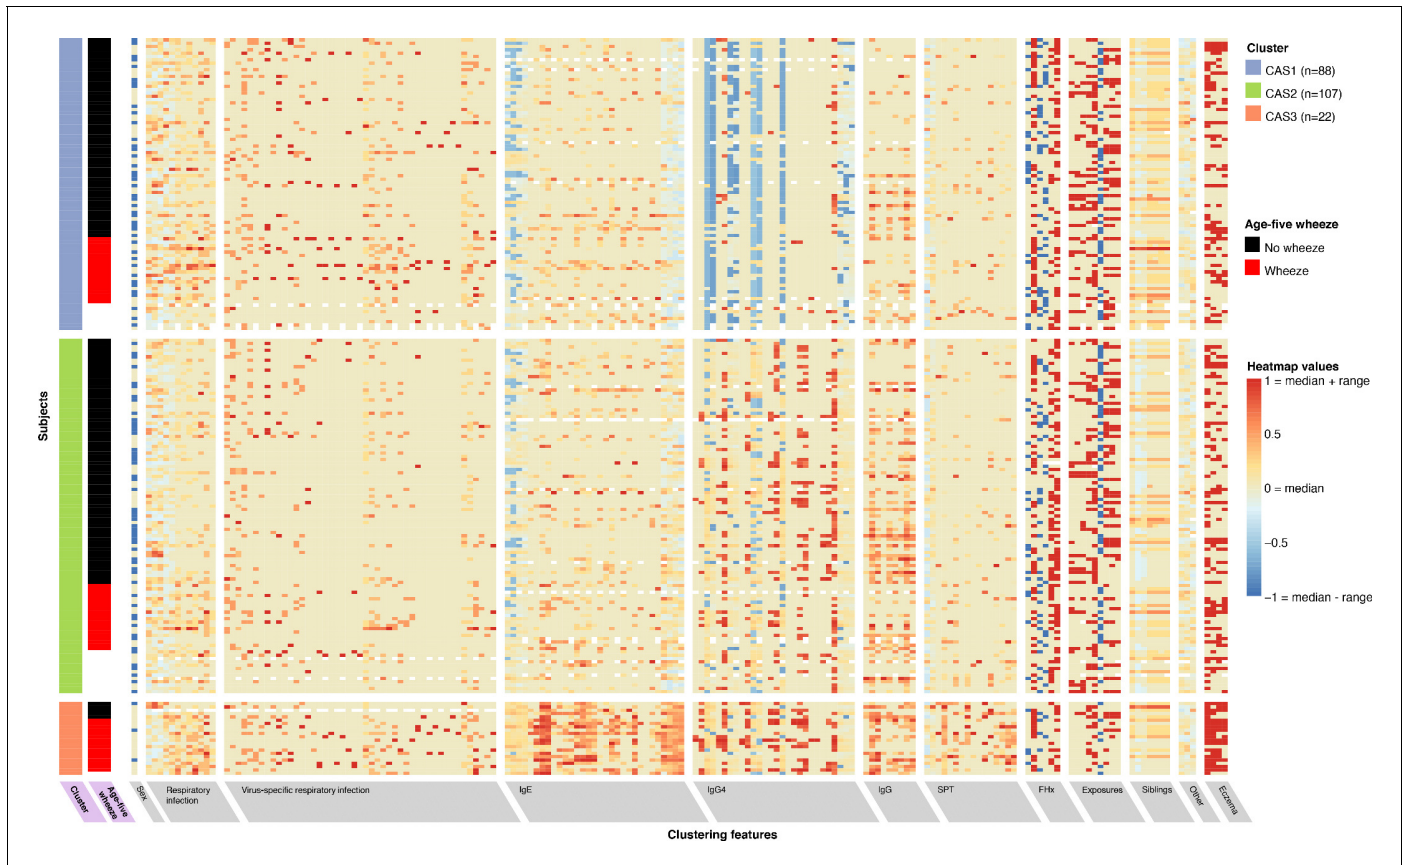 Cluster
CAS1 (n=88)
CAS2 (n=107)
CAS3 (n=22)
Age-five wheeze
No wheeze
Wheeze
Heatmap values
1 = median + range
0.5
0 = median
−0.5
−1 = median - range
Subjects
Cluster
Age-five
wheeze
Sex
Respiratory
infection
Virus-specific respiratory infection
IgE
IgG4
IgG
SPT
FHx
Exposures
Siblings
Other
Eczema
Clustering features